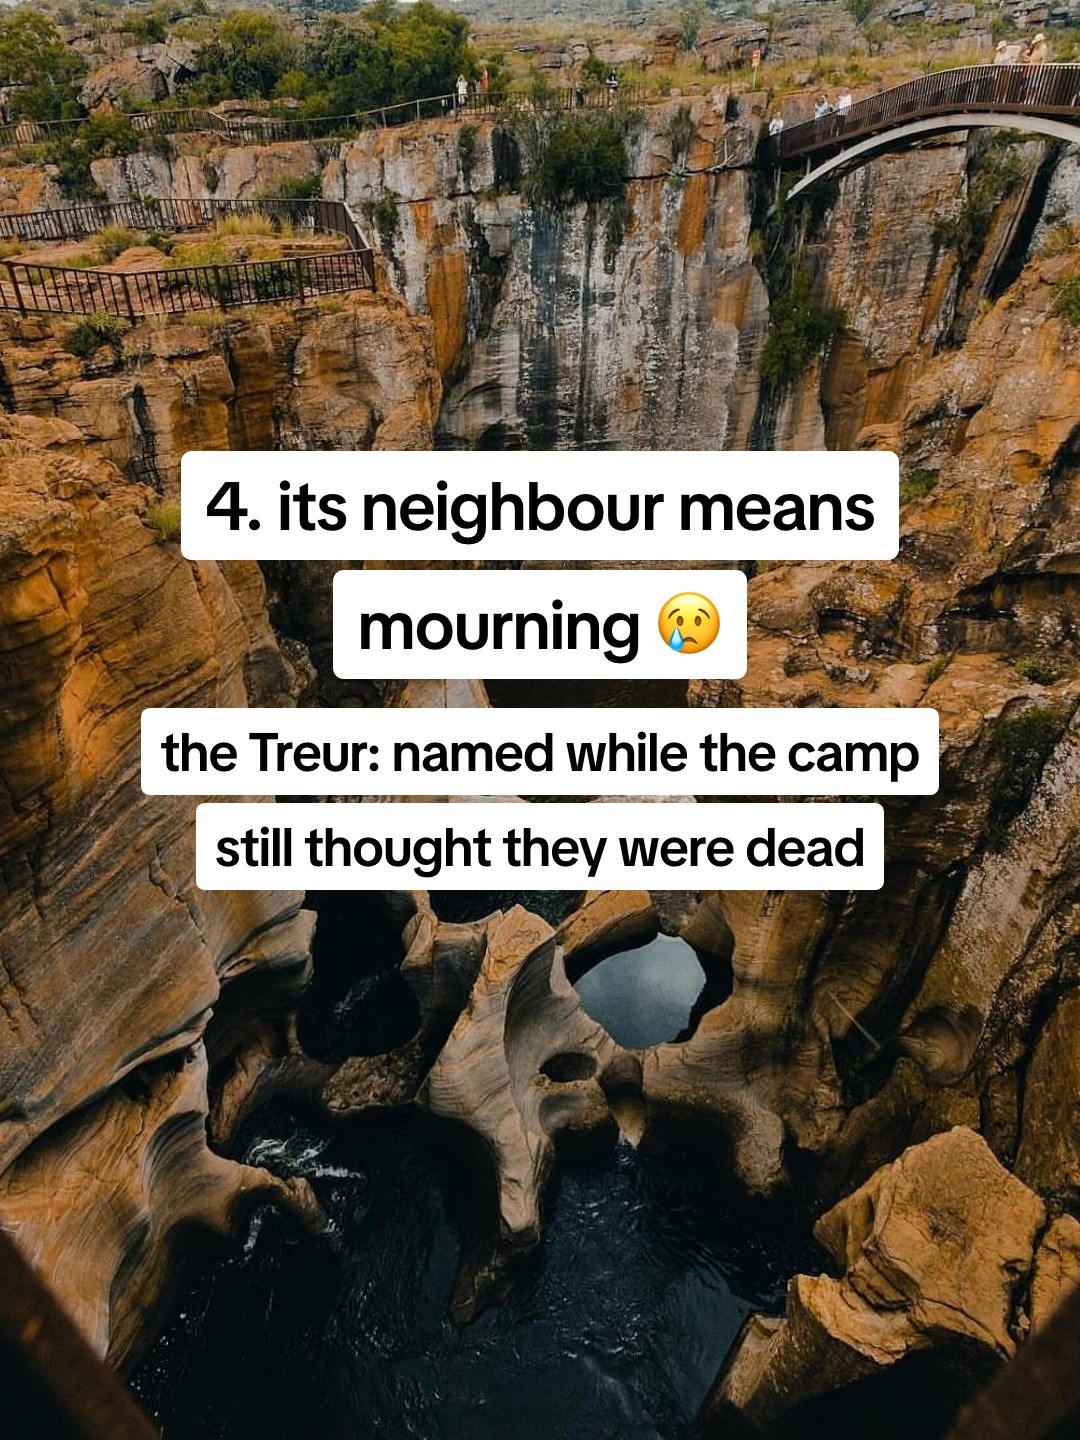 4. its neighbour means
mourning 😢
the Treur: named while the camp
still thought they were dead